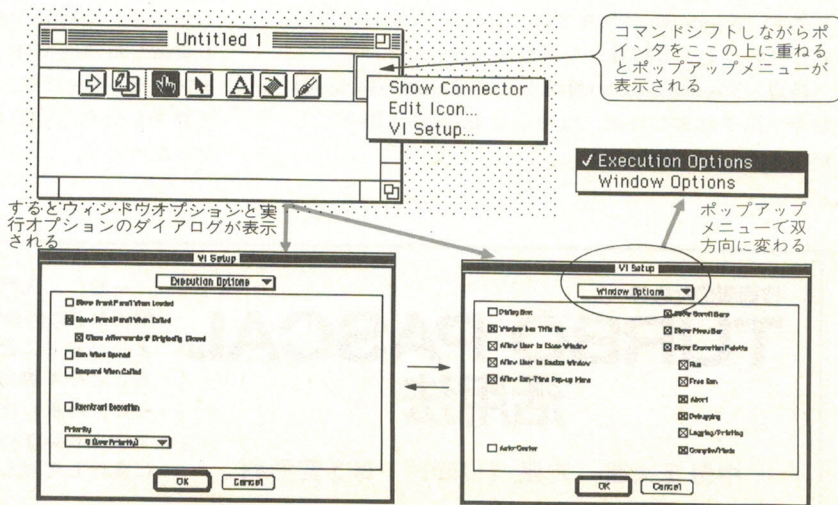 Untitled 1
コマンドシフトしながらポ
インタをここの上に重ねる
とポップアップメニューが
表示される
Show Connector
Edit Icon...
VI Setup...
✓ Execution Options
Window Options
ポップアップ
メニューで双
方向に変わる
するとウィンドウオプションと実
行オプションのダイアログが表示
される
VI Setup
Execution Options
Show Front Panel When Loaded
Show Front Panel When Called
Close Afterwards if Originally Closed
Run When Opened
Suspend When Called
Reentrant Execution
Priority
0 (Low Priority)
OK
Cancel
VI Setup
Window Options
Dialog Box
Window has Title Bar
Allow User to Close Window
Allow User to Resize Window
Allow Run-Time Pop-up Menu
Auto-Center
Show Scroll Bars
Show Menu Bar
Show Execution Palette
Run
Free Run
Abort
Debugging
Logging/Printing
OK
Cancel